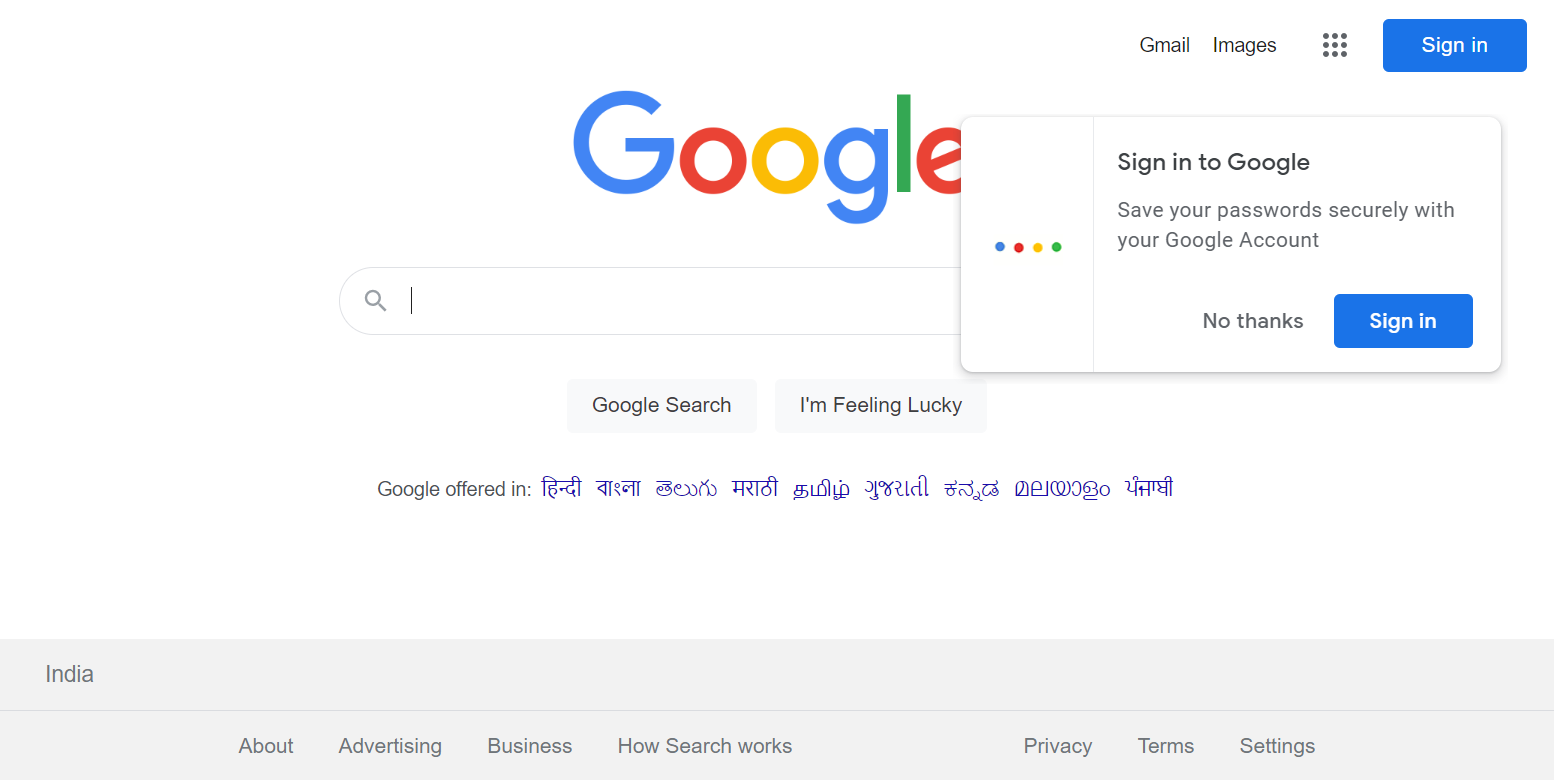 Gmail Images Sign in
Google
Sign in to Google
Save your passwords securely with
your Google Account
No thanks Sign in
Google Search I'm Feeling Lucky
Google offered in: हिन्दी বাংলা తెలుగు मराठी தமிழ் ગુજરાતી ಕನ್ನಡ മലയാളം ਪੰਜਾਬੀ
India
About Advertising Business How Search works Privacy Terms Settings